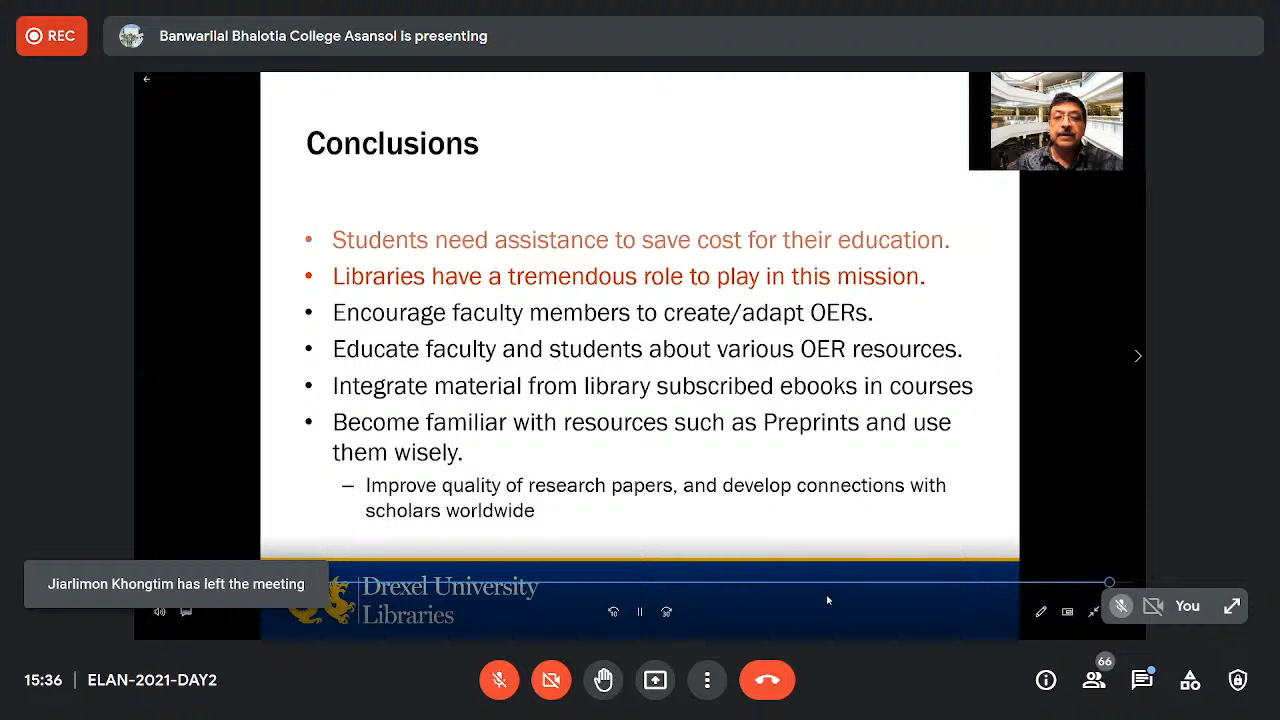 REC
Banwarilal Bhalotia College Asansol is presenting
Conclusions
• Students need assistance to save cost for their education.
• Libraries have a tremendous role to play in this mission.
• Encourage faculty members to create/adapt OERs.
• Educate faculty and students about various OER resources.
• Integrate material from library subscribed ebooks in courses
• Become familiar with resources such as Preprints and use
them wisely.
– Improve quality of research papers, and develop connections with
scholars worldwide
Jiarlimon Khongtim has left the meeting
Drexel University
Libraries
10
30
You
15:36 | ELAN-2021-DAY2
66